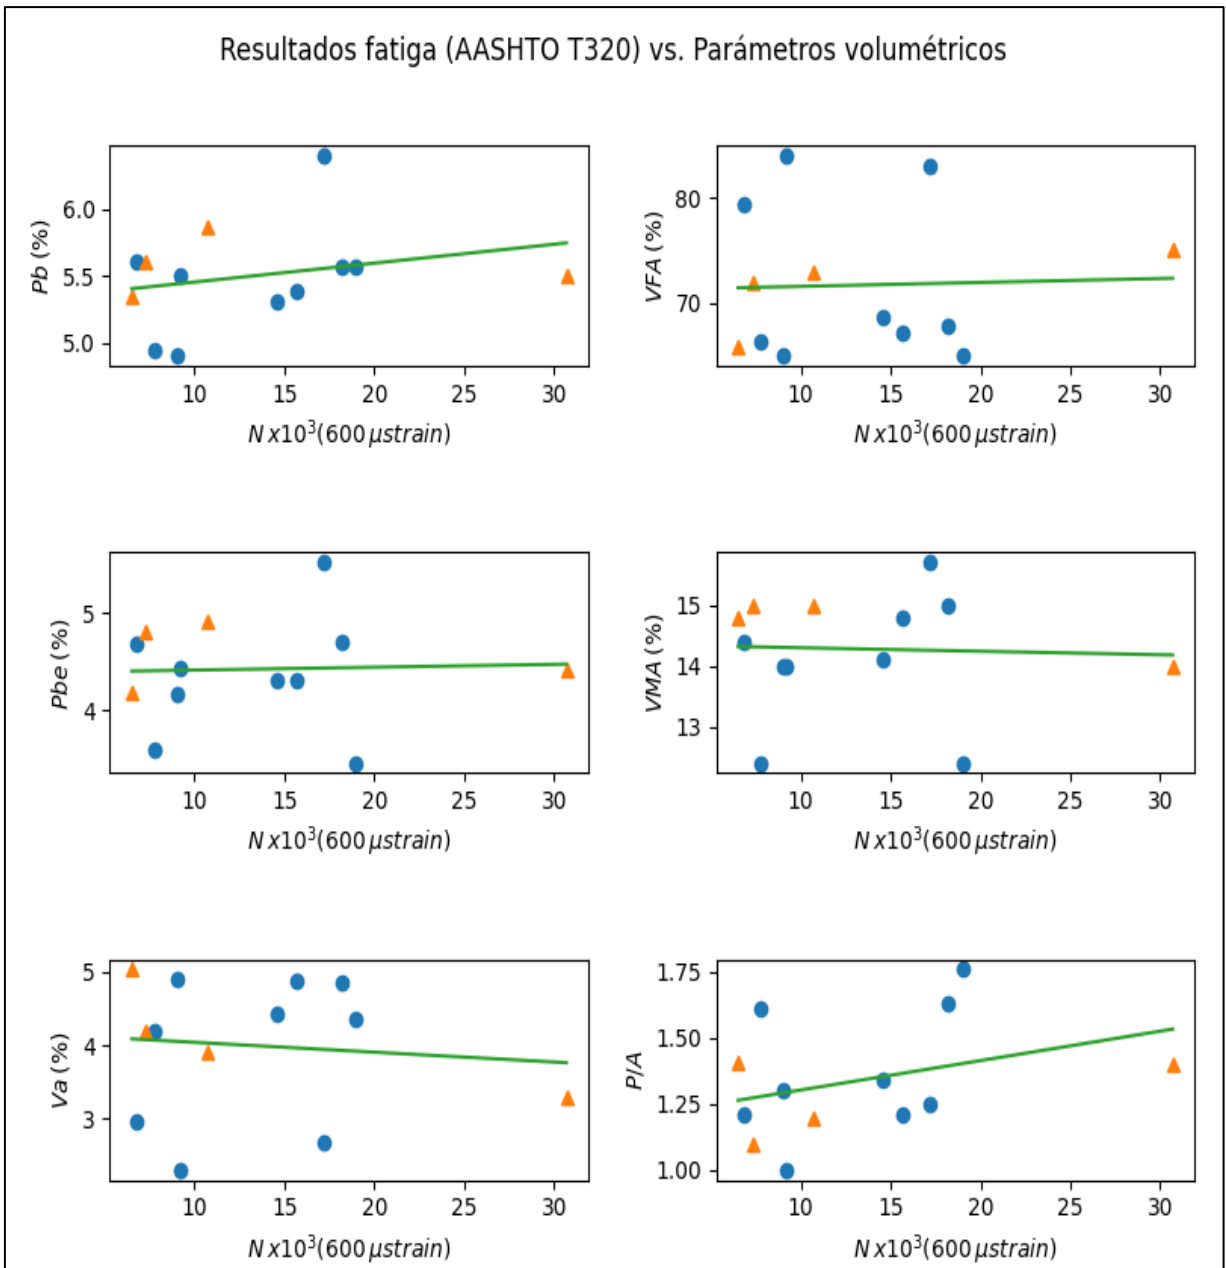 Resultados fatiga (AASHTO T320) vs. Parámetros volumétricos
Pb (%)
6.0
5.5
5.0
10 15 20 25 30
N x10³(600 μstrain)
VFA (%)
80
70
10 15 20 25 30
N x10³(600 μstrain)
Pbe (%)
5
4
10 15 20 25 30
N x10³(600 μstrain)
VMA (%)
15
14
13
10 15 20 25 30
N x10³(600 μstrain)
Va (%)
5
4
3
10 15 20 25 30
N x10³(600 μstrain)
P/A
1.75
1.50
1.25
1.00
10 15 20 25 30
N x10³(600 μstrain)